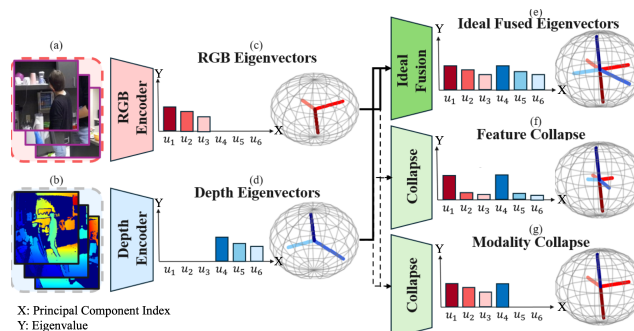 (a)
RGB
Encoder
(c)
RGB Eigenvectors
Y
X
u1 u2 u3 u4 u5 u6
(b)
Depth
Encoder
(d)
Depth Eigenvectors
Y
X
u1 u2 u3 u4 u5 u6
X: Principal Component Index
Y: Eigenvalue
(e)
Ideal Fused Eigenvectors
Ideal
Fusion
Y
X
u1 u2 u3 u4 u5 u6
(f)
Feature Collapse
Collapse
Y
X
u1 u2 u3 u4 u5 u6
(g)
Modality Collapse
Collapse
Y
X
u1 u2 u3 u4 u5 u6